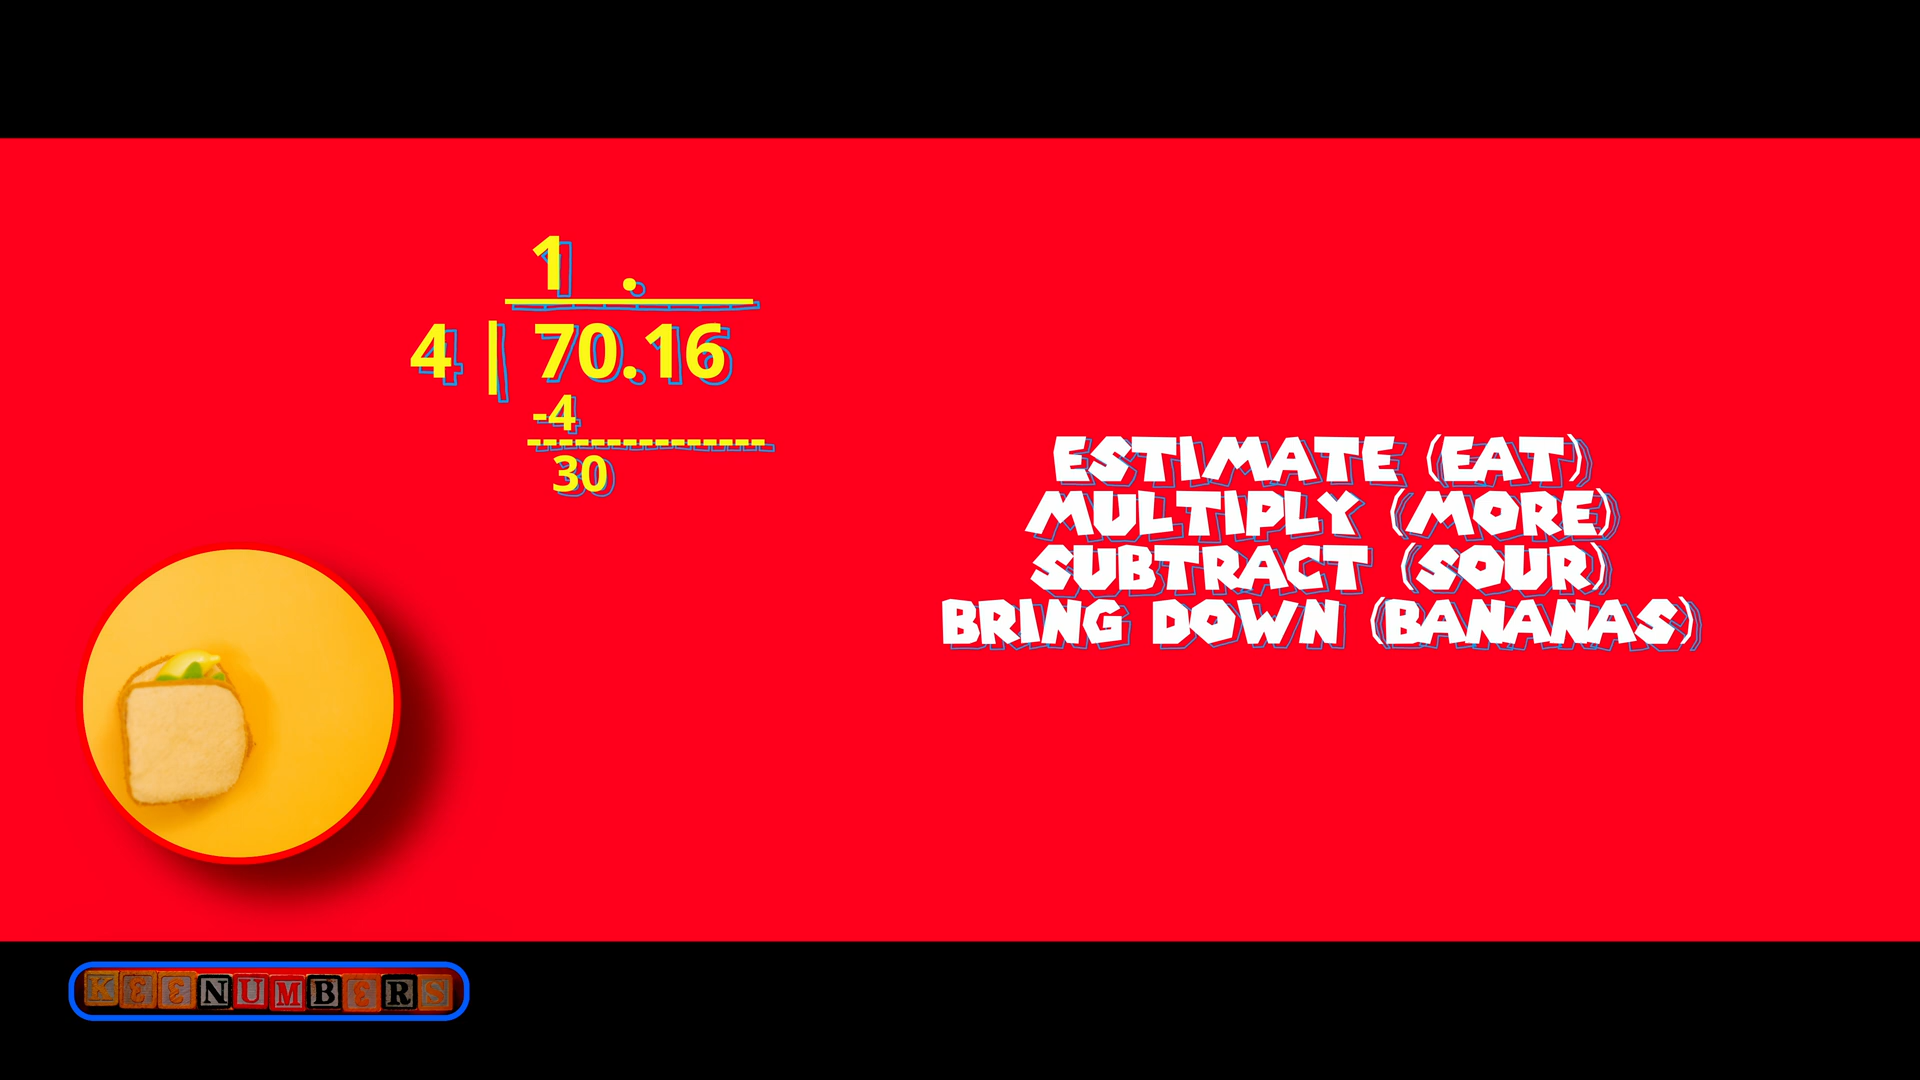 1 .
4 | 70.16
-4
---------------
30
ESTIMATE (EAT)
MULTIPLY (MORE)
SUBTRACT (SOUR)
BRING DOWN (BANANAS)
KEENUMBERS